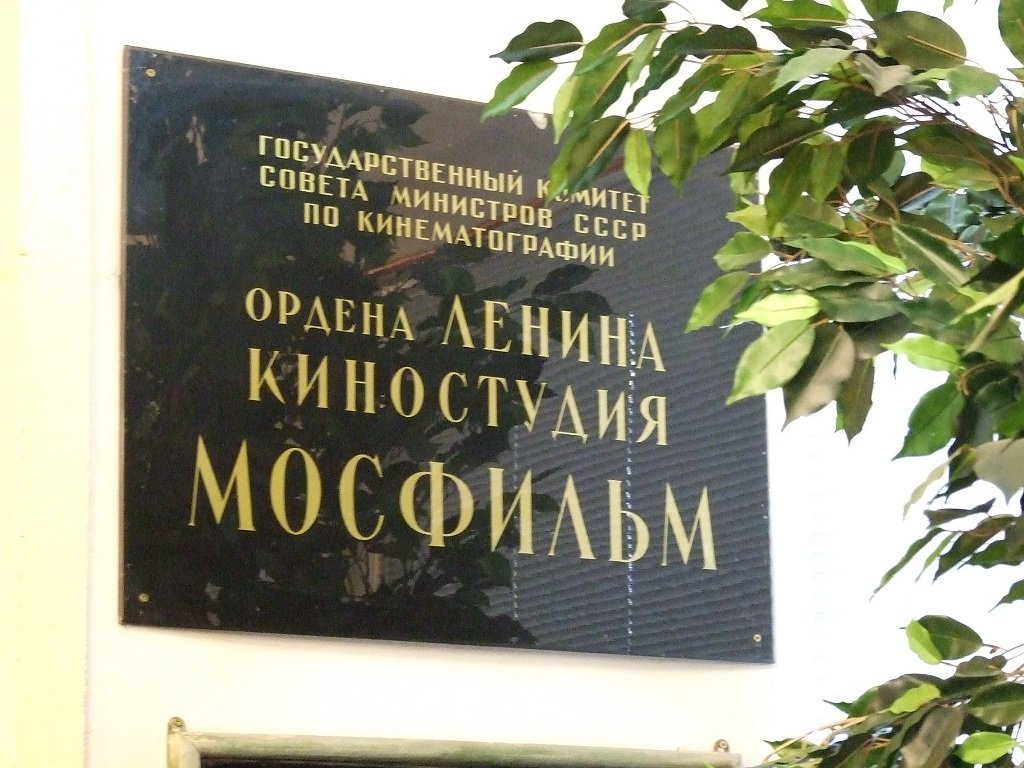 ГОСУДАРСТВЕННЫЙ КОМИТЕТ
СОВЕТА МИНИСТРОВ СССР
ПО КИНЕМАТОГРАФИИ
ОРДЕНА ЛЕНИНА
КИНОСТУДИЯ
МОСФИЛЬМ